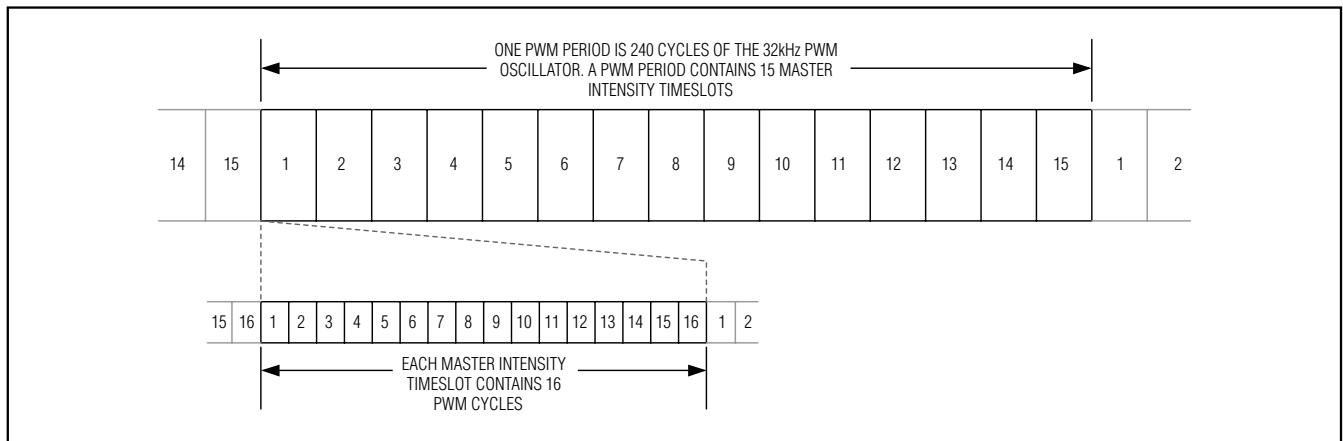 ONE PWM PERIOD IS 240 CYCLES OF THE 32kHz PWM
OSCILLATOR. A PWM PERIOD CONTAINS 15 MASTER
INTENSITY TIMESLOTS
14 15 1 2 3 4 5 6 7 8 9 10 11 12 13 14 15 1 2
15 16 1 2 3 4 5 6 7 8 9 10 11 12 13 14 15 16 1 2
EACH MASTER INTENSITY
TIMESLOT CONTAINS 16
PWM CYCLES